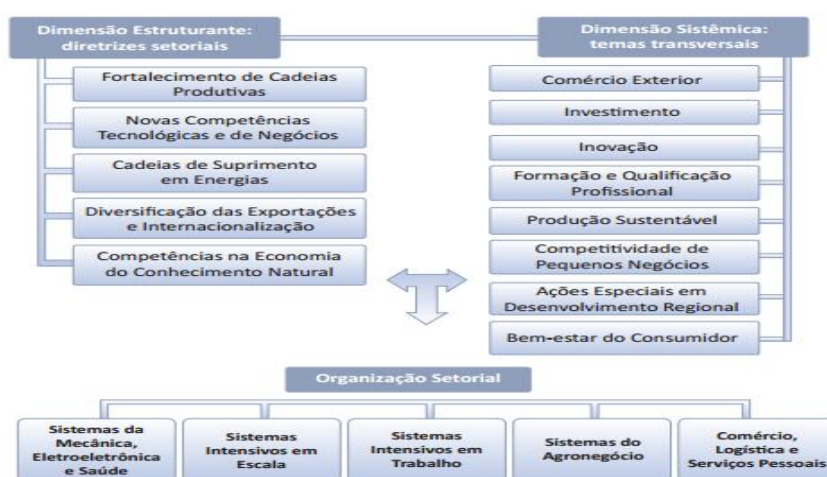 Dimensão Estruturante:
diretrizes setoriais
Fortalecimento de Cadeias
Produtivas
Novas Competências
Tecnológicas e de Negócios
Cadeias de Suprimento
em Energias
Diversificação das Exportações
e Internacionalização
Competências na Economia
do Conhecimento Natural
Dimensão Sistêmica:
temas transversais
Comércio Exterior
Investimento
Inovação
Formação e Qualificação
Profissional
Produção Sustentável
Competitividade de
Pequenos Negócios
Ações Especiais em
Desenvolvimento Regional
Bem-estar do Consumidor
Organização Setorial
Sistemas da
Mecânica,
Eletroeletrônica
e Saúde
Sistemas
Intensivos em
Escala
Sistemas
Intensivos em
Trabalho
Sistemas do
Agronegócio
Comércio,
Logística e
Serviços Pessoais